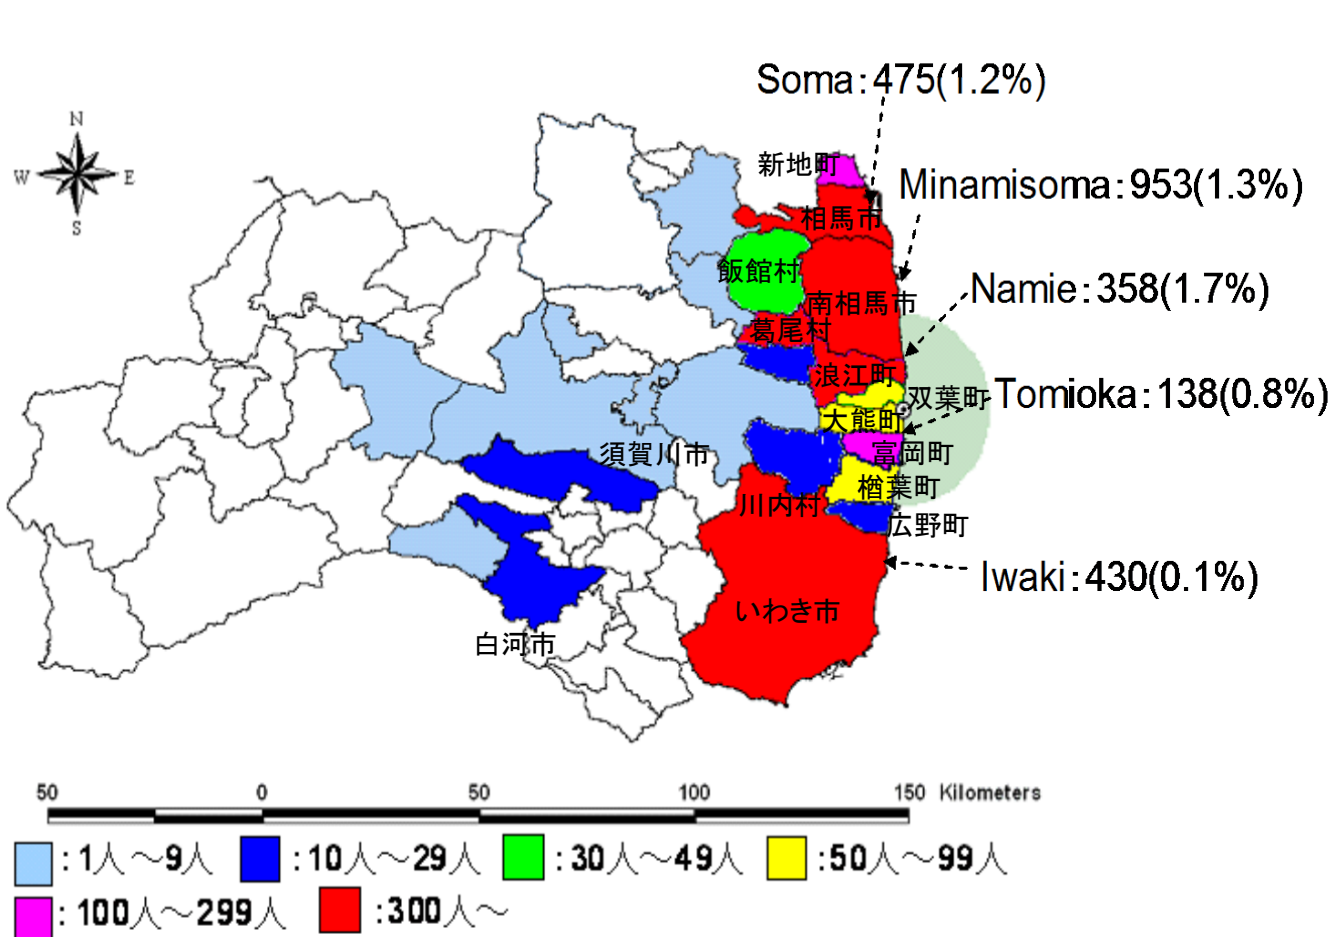 Soma：475(1.2%)
N
新地町
W
E
Minamisoma：953(1.3%)
S
相馬市
飯館村
Namie：358(1.7%)
南相馬市
葛尾村
浪江町
双葉町
Tomioka：138(0.8%)
大熊町
須賀川市
富岡町
楢葉町
川内村
広野町
Iwaki：430(0.1%)
いわき市
白河市
50 0 50 100 150 Kilometers
：1人～9人 ：10人～29人 ：30人～49人 ：50人～99人
：100人～299人 ：300人～